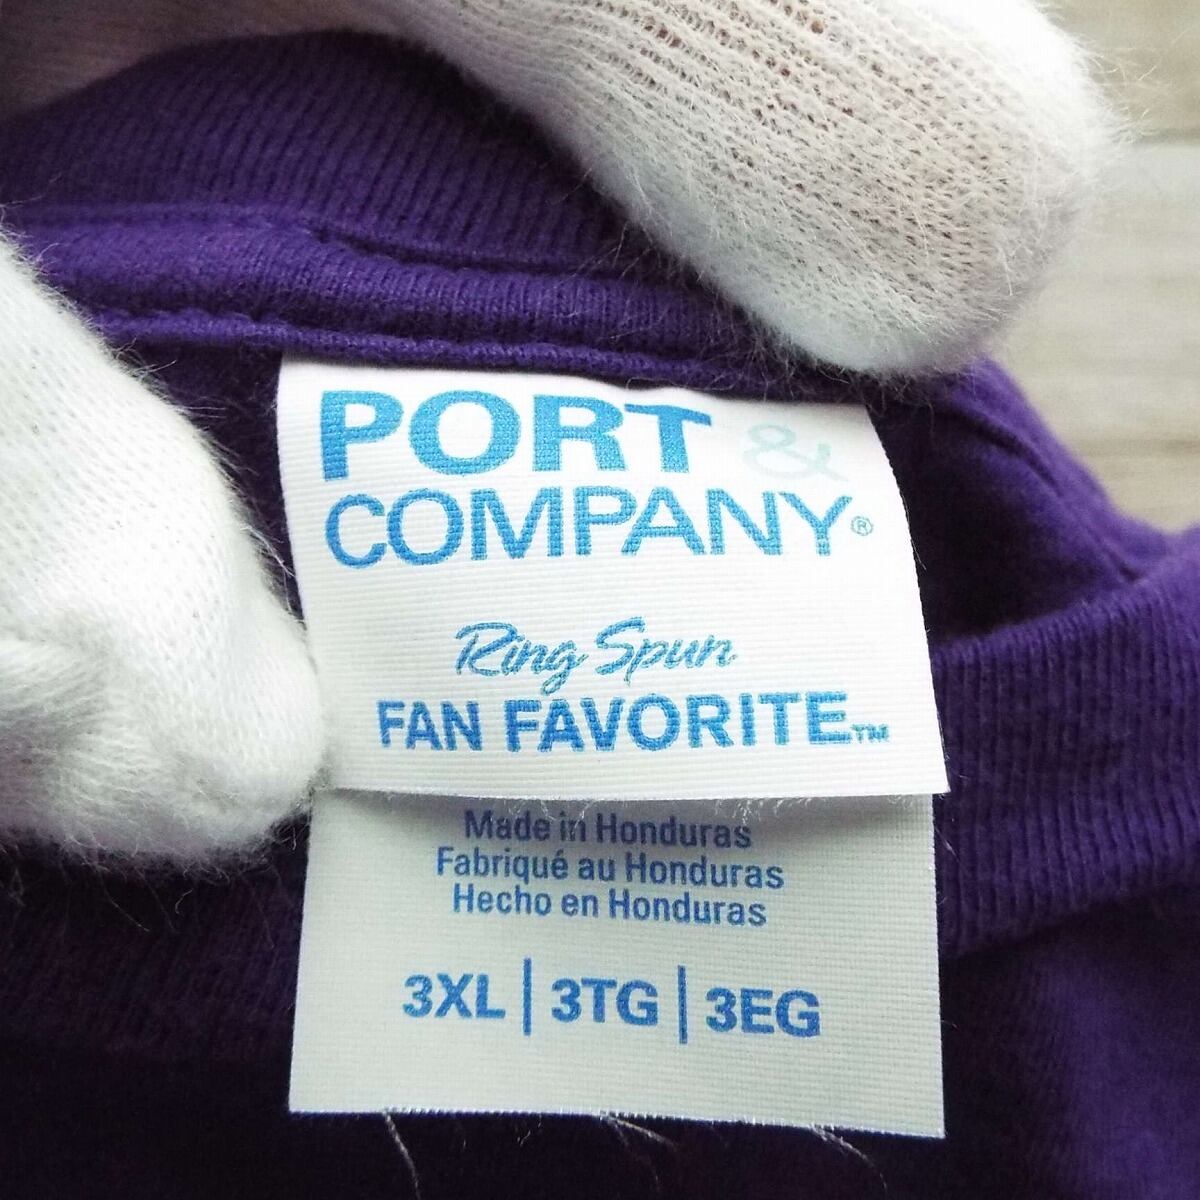 PORT &
COMPANY®
Ring Spun
FAN FAVORITE™
Made in Honduras
Fabriqué au Honduras
Hecho en Honduras
3XL | 3TG | 3EG